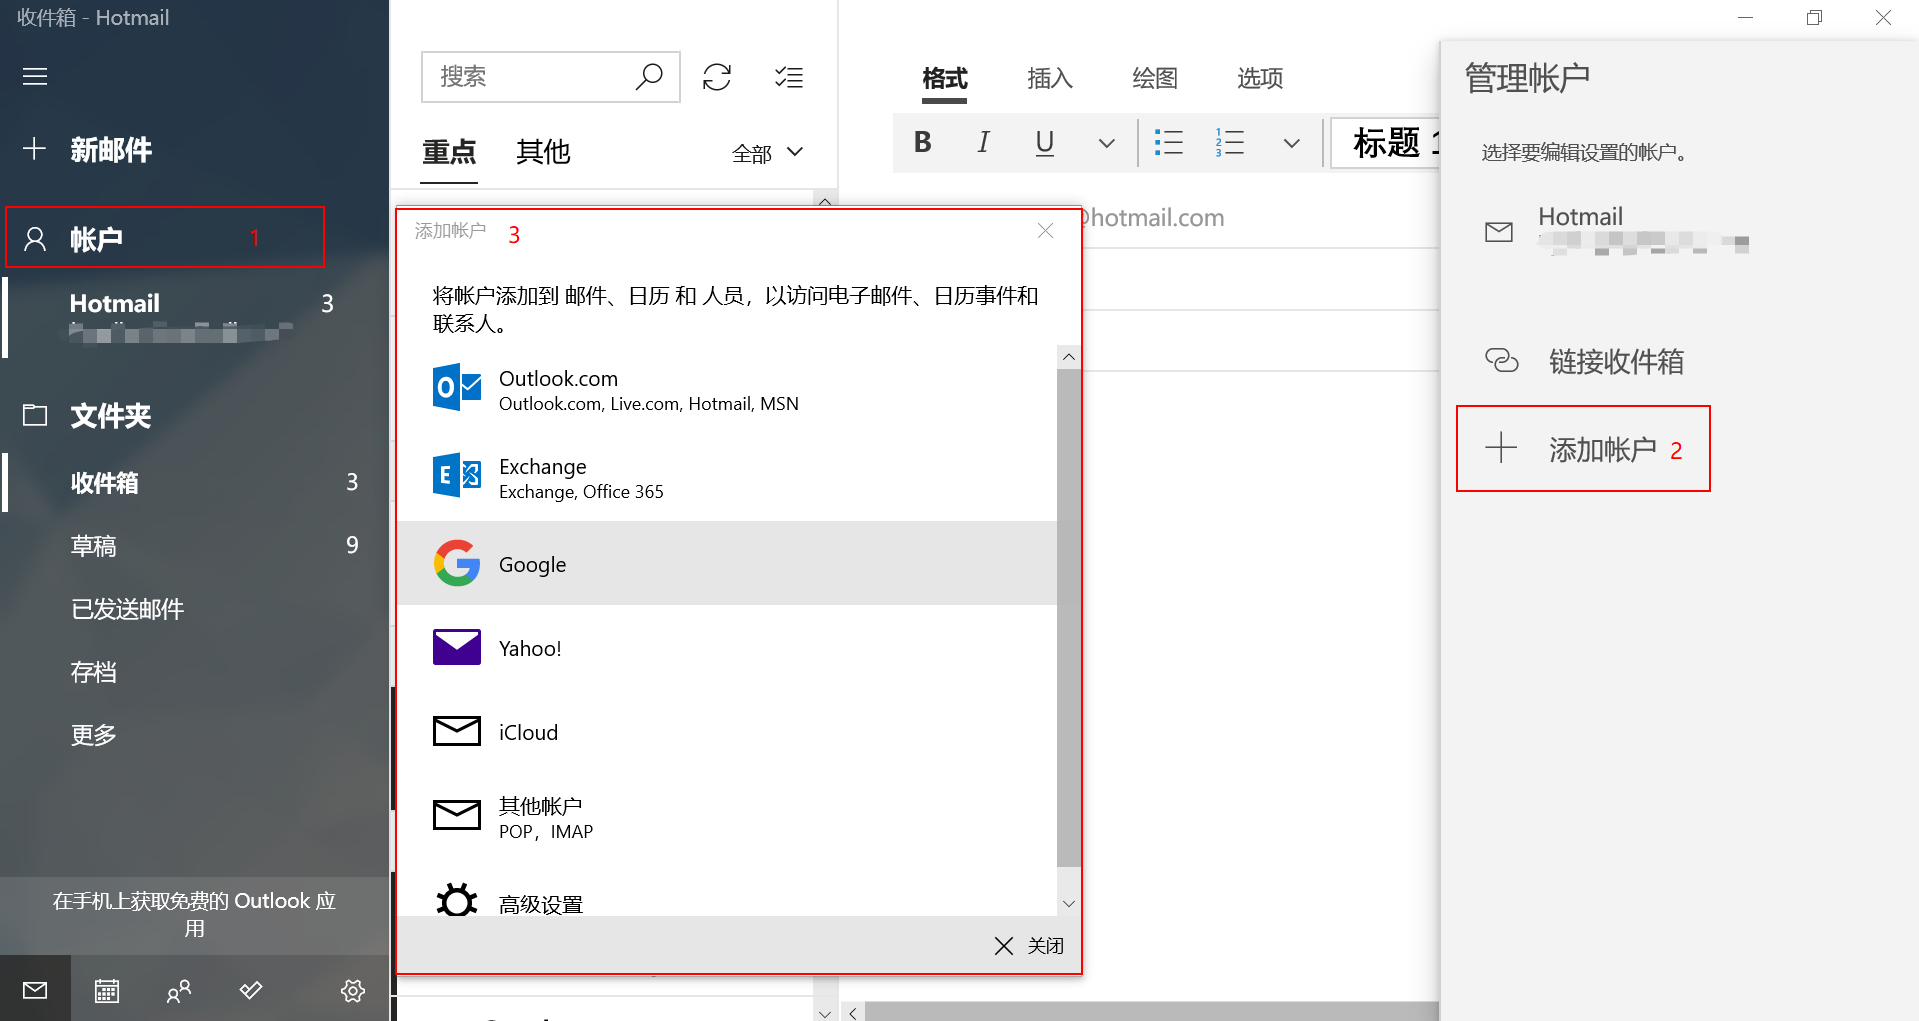 收件箱 - Hotmail
新邮件
帐户 1
Hotmail 3
文件夹
收件箱 3
草稿 9
已发送邮件
存档
更多
在手机上获取免费的 Outlook 应
用
搜索
重点 其他 全部
格式 插入 绘图 选项
B I U 标题 1
@hotmail.com
添加帐户 3
将帐户添加到 邮件、日历 和 人员，以访问电子邮件、日历事件和
联系人。
Outlook.com
Outlook.com, Live.com, Hotmail, MSN
Exchange
Exchange, Office 365
Google
Yahoo!
iCloud
其他帐户
POP，IMAP
高级设置
关闭
管理帐户
选择要编辑设置的帐户。
Hotmail
链接收件箱
添加帐户 2